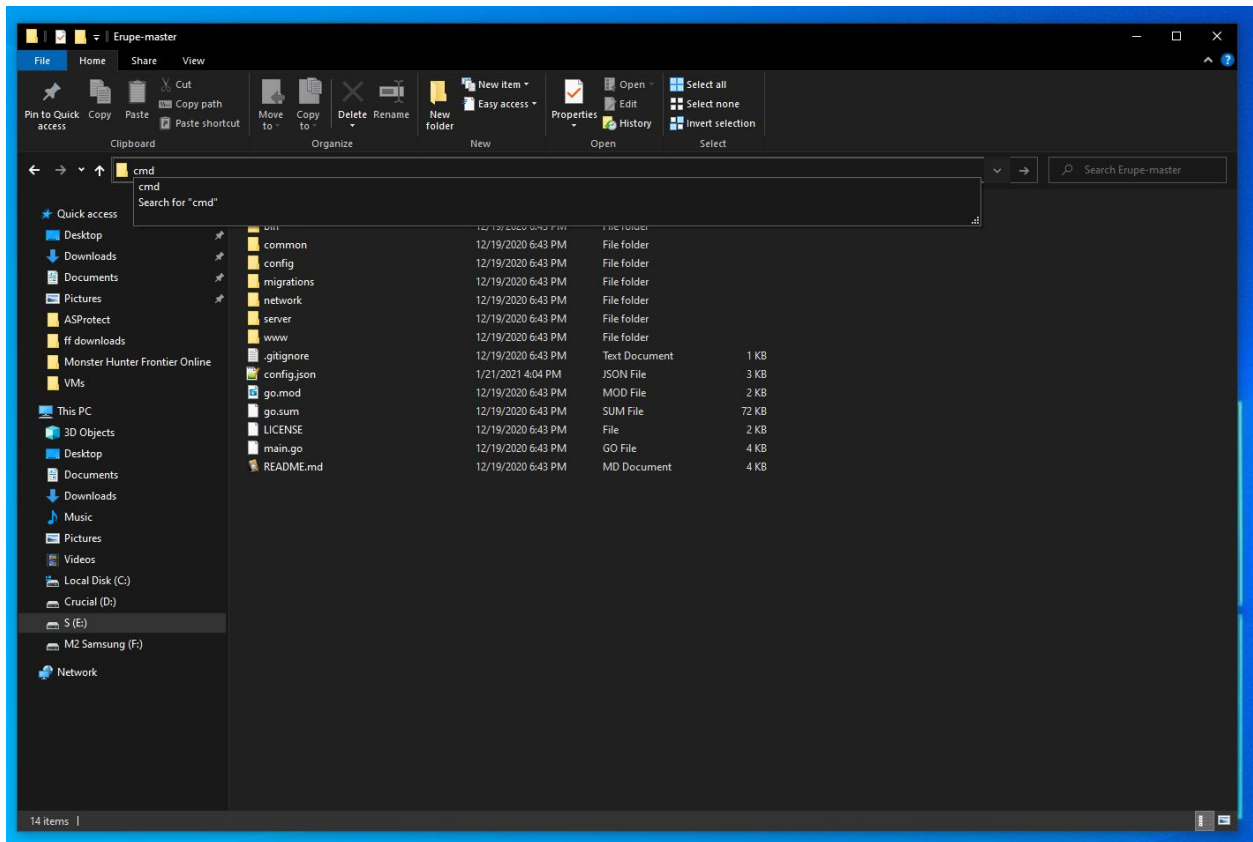 Erupe-master
File Home Share View
Pin to Quick access
Copy
Paste
Cut
Copy path
Paste shortcut
Clipboard
Move to
Copy to
Delete
Rename
Organize
New folder
New item
Easy access
New
Properties
Open
Edit
History
Open
Select all
Select none
Invert selection
Select
cmd
Search Erupe-master
cmd
Search for "cmd"
Quick access
Desktop
Downloads
Documents
Pictures
ASProtect
ff downloads
Monster Hunter Frontier Online
VMs
This PC
3D Objects
Desktop
Documents
Downloads
Music
Pictures
Videos
Local Disk (C:)
Crucial (D:)
S (E:)
M2 Samsung (F:)
Network
bin 12/19/2020 6:43 PM File folder
common 12/19/2020 6:43 PM File folder
config 12/19/2020 6:43 PM File folder
migrations 12/19/2020 6:43 PM File folder
network 12/19/2020 6:43 PM File folder
server 12/19/2020 6:43 PM File folder
www 12/19/2020 6:43 PM File folder
.gitignore 12/19/2020 6:43 PM Text Document 1 KB
config.json 1/21/2021 4:04 PM JSON File 3 KB
go.mod 12/19/2020 6:43 PM MOD File 2 KB
go.sum 12/19/2020 6:43 PM SUM File 72 KB
LICENSE 12/19/2020 6:43 PM File 2 KB
main.go 12/19/2020 6:43 PM GO File 4 KB
README.md 12/19/2020 6:43 PM MD Document 4 KB
14 items